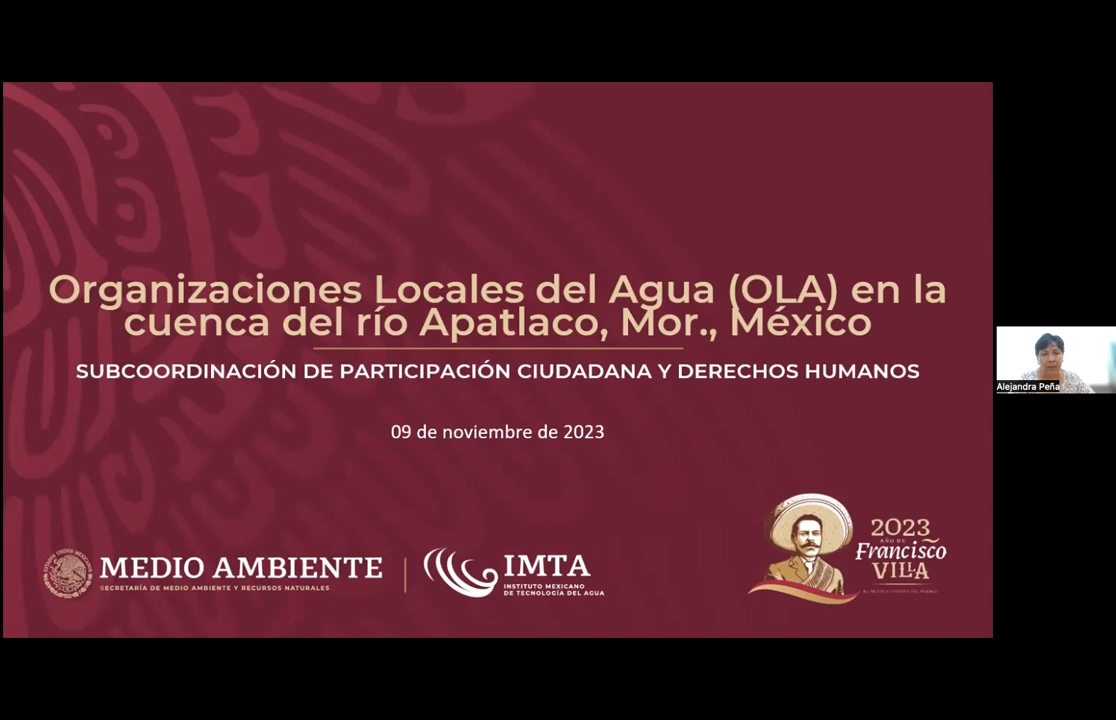 Organizaciones Locales del Agua (OLA) en la
cuenca del río Apatlaco, Mor., México
SUBCOORDINACIÓN DE PARTICIPACIÓN CIUDADANA Y DERECHOS HUMANOS
09 de noviembre de 2023
Alejandra Peña
MEDIO AMBIENTE
SECRETARÍA DE MEDIO AMBIENTE Y RECURSOS NATURALES
IMTA
INSTITUTO MEXICANO
DE TECNOLOGÍA DEL AGUA
2023
AÑO DE
Francisco
VILLA